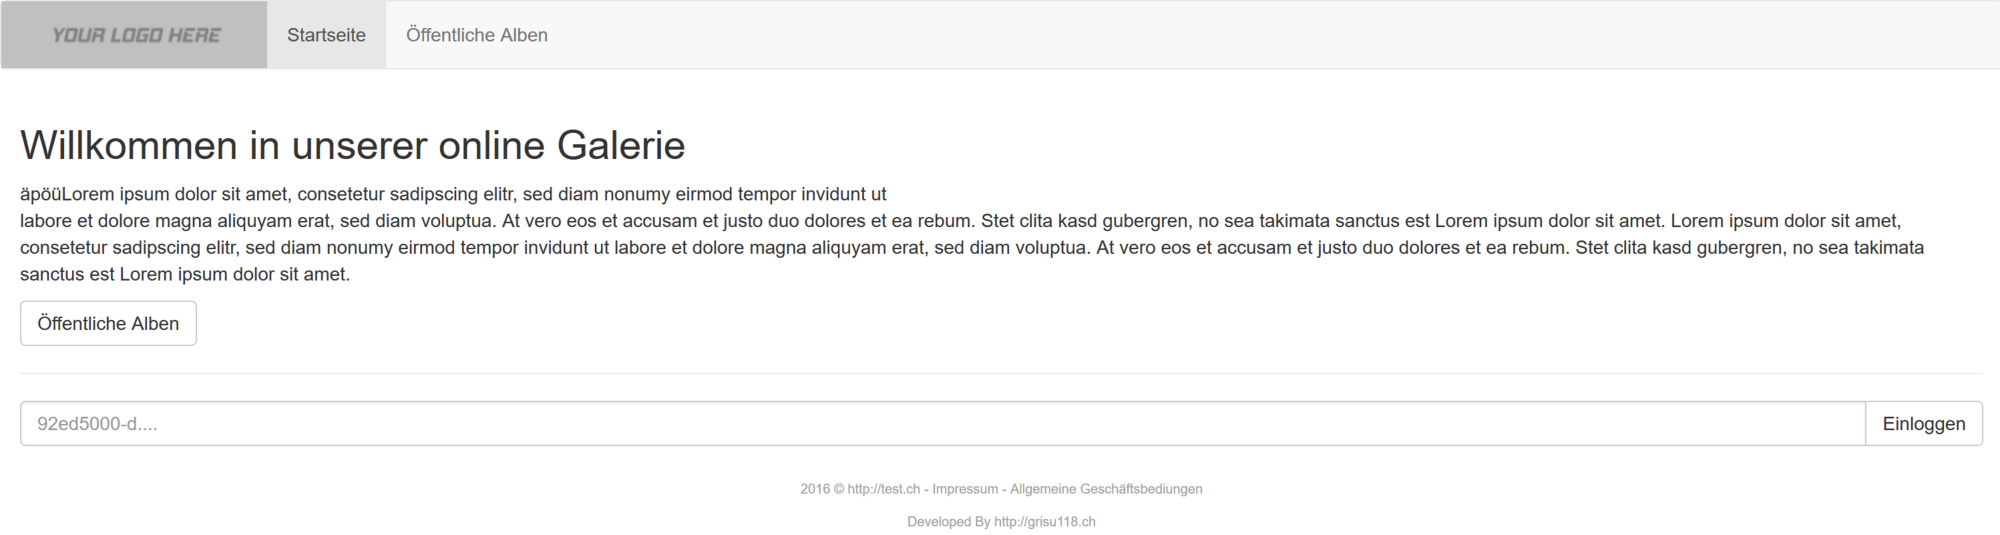 YOUR LOGO HERE
Startseite
Öffentliche Alben
Willkommen in unserer online Galerie
äpöüLorem ipsum dolor sit amet, consetetur sadipscing elitr, sed diam nonumy eirmod tempor invidunt ut
labore et dolore magna aliquyam erat, sed diam voluptua. At vero eos et accusam et justo duo dolores et ea rebum. Stet clita kasd gubergren, no sea takimata sanctus est Lorem ipsum dolor sit amet. Lorem ipsum dolor sit amet,
consetetur sadipscing elitr, sed diam nonumy eirmod tempor invidunt ut labore et dolore magna aliquyam erat, sed diam voluptua. At vero eos et accusam et justo duo dolores et ea rebum. Stet clita kasd gubergren, no sea takimata
sanctus est Lorem ipsum dolor sit amet.
Öffentliche Alben
92ed5000-d....
Einloggen
2016 © http://test.ch - Impressum - Allgemeine Geschäftsbediungen
Developed By http://grisu118.ch